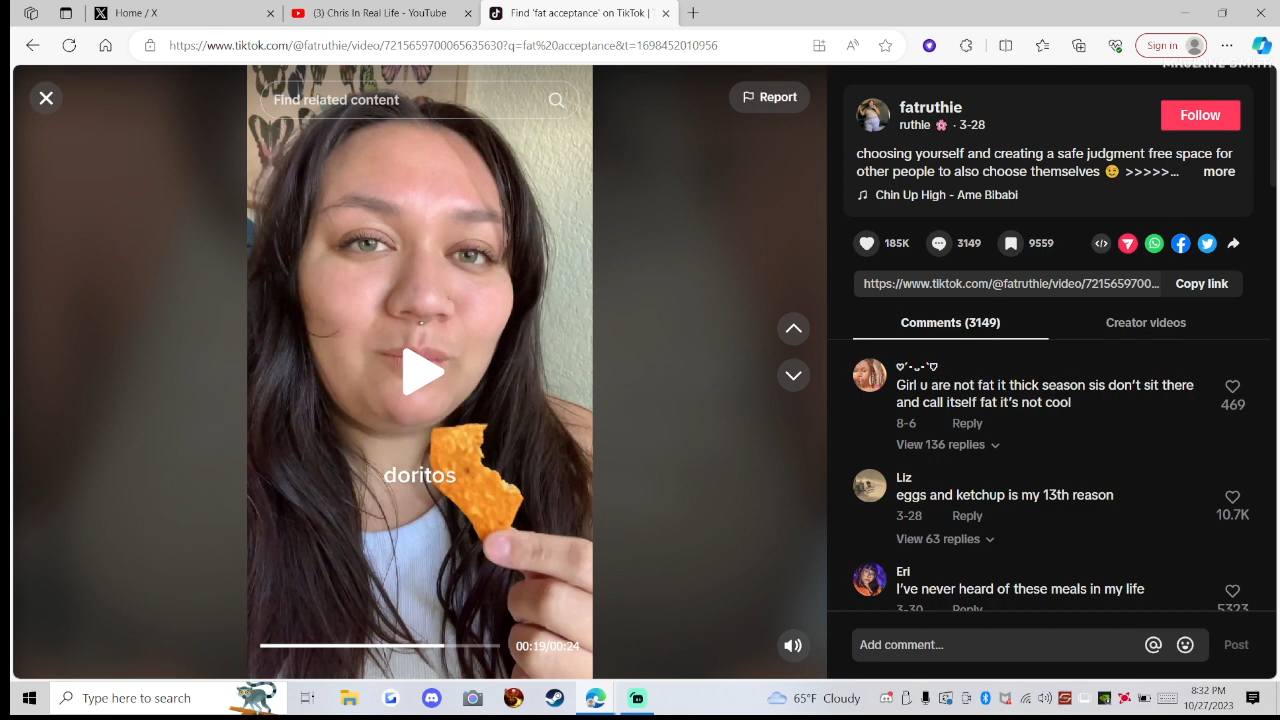 Home / X
(3) Chris In Real Life - YouTube
Find 'fat acceptance' on TikTok |
https://www.tiktok.com/@fatruthie/video/7215659700065635630?q=fat%20acceptance&t=1698452010956
Sign in
Find related content
Report
fatruthie
ruthie 🌸 · 3-28
Follow
choosing yourself and creating a safe judgment free space for
other people to also choose themselves 🙂 >>>>>... more
Chin Up High - Ame Bibabi
185K
3149
9559
https://www.tiktok.com/@fatruthie/video/7215659700...
Copy link
Comments (3149)
Creator videos
Girl u are not fat it thick season sis don't sit there
and call itself fat it's not cool
469
8-6
Reply
View 136 replies
Liz
eggs and ketchup is my 13th reason
10.7K
3-28
Reply
View 63 replies
Eri
I've never heard of these meals in my life
3-30
Reply
5323
doritos
00:19/00:24
Add comment...
Post
Type here to search
65°F Cloudy
8:32 PM
10/27/2023